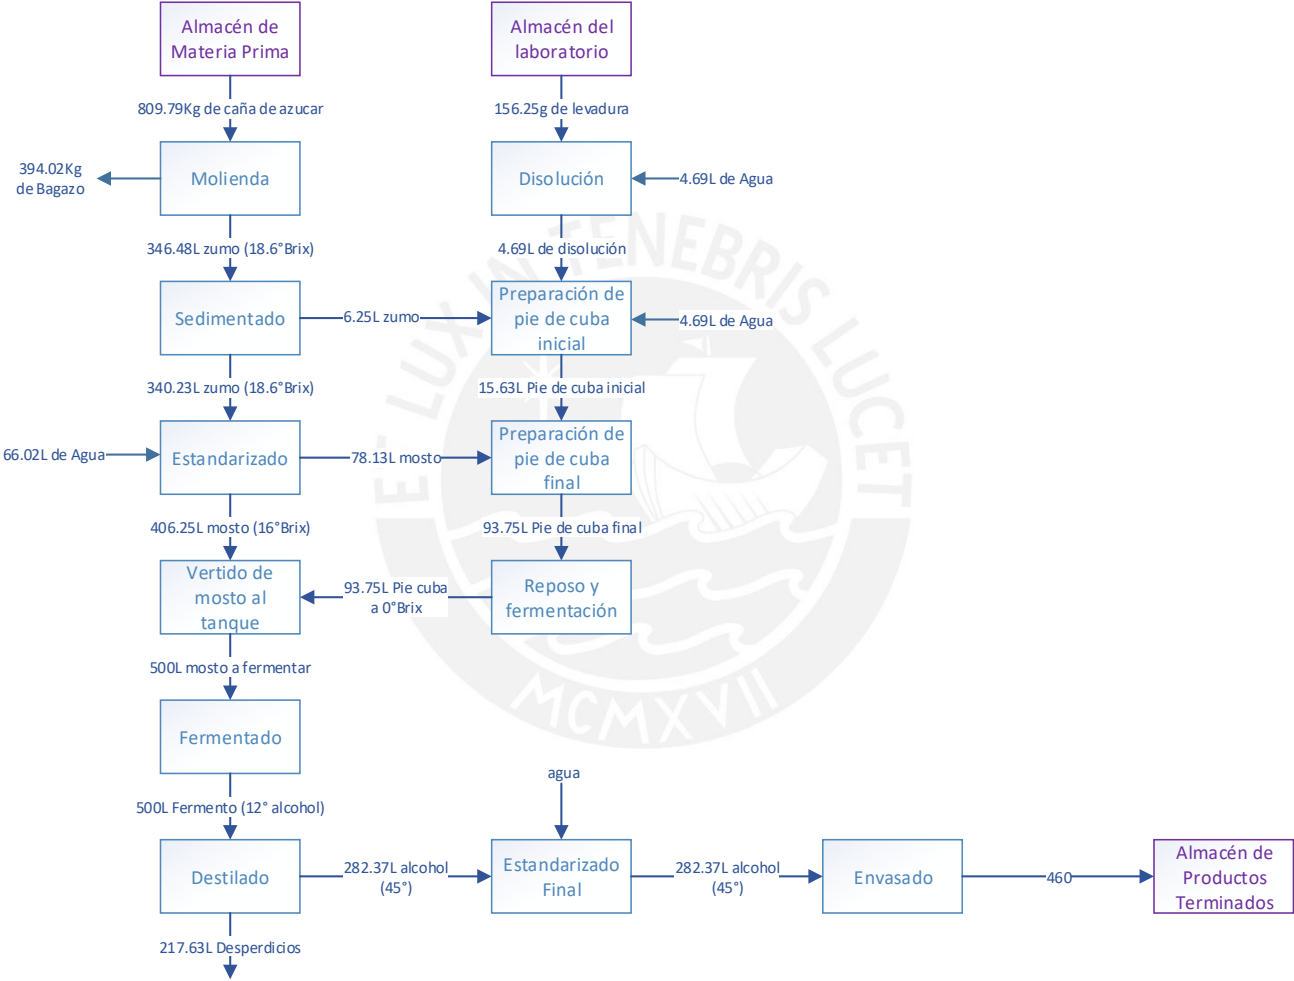 Almacén de
Materia Prima
Almacén del
laboratorio
809.79Kg de caña de azucar
156.25g de levadura
394.02Kg
de Bagazo
Molienda
Disolución
4.69L de Agua
346.48L zumo (18.6°Brix)
4.69L de disolución
Sedimentado
6.25L zumo
Preparación de
pie de cuba
inicial
4.69L de Agua
340.23L zumo (18.6°Brix)
15.63L Pie de cuba inicial
66.02L de Agua
Estandarizado
78.13L mosto
Preparación de
pie de cuba
final
406.25L mosto (16°Brix)
93.75L Pie de cuba final
Vertido de
mosto al
tanque
93.75L Pie cuba
a 0°Brix
Reposo y
fermentación
500L mosto a fermentar
Fermentado
agua
500L Fermento (12° alcohol)
Destilado
282.37L alcohol
(45°)
Estandarizado
Final
282.37L alcohol
(45°)
Envasado
460
Almacén de
Productos
Terminados
217.63L Desperdicios
ET LUX IN TENEBRIS LUCET
MCMXVII